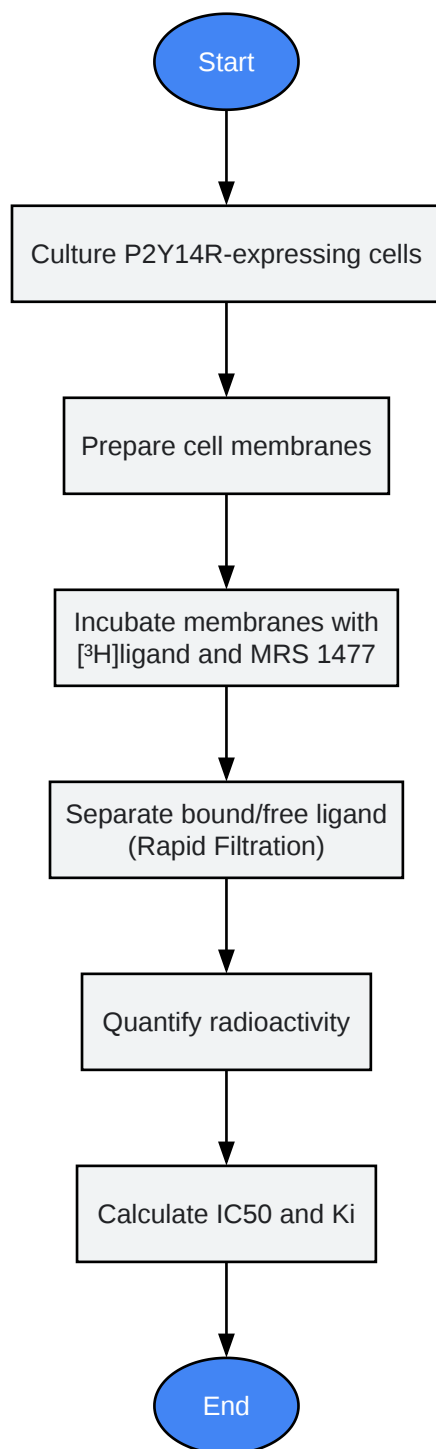 Start
Culture P2Y14R-expressing cells
Prepare cell membranes
Incubate membranes with
[³H]ligand and MRS 1477
Separate bound/free ligand
(Rapid Filtration)
Quantify radioactivity
Calculate IC50 and Ki
End